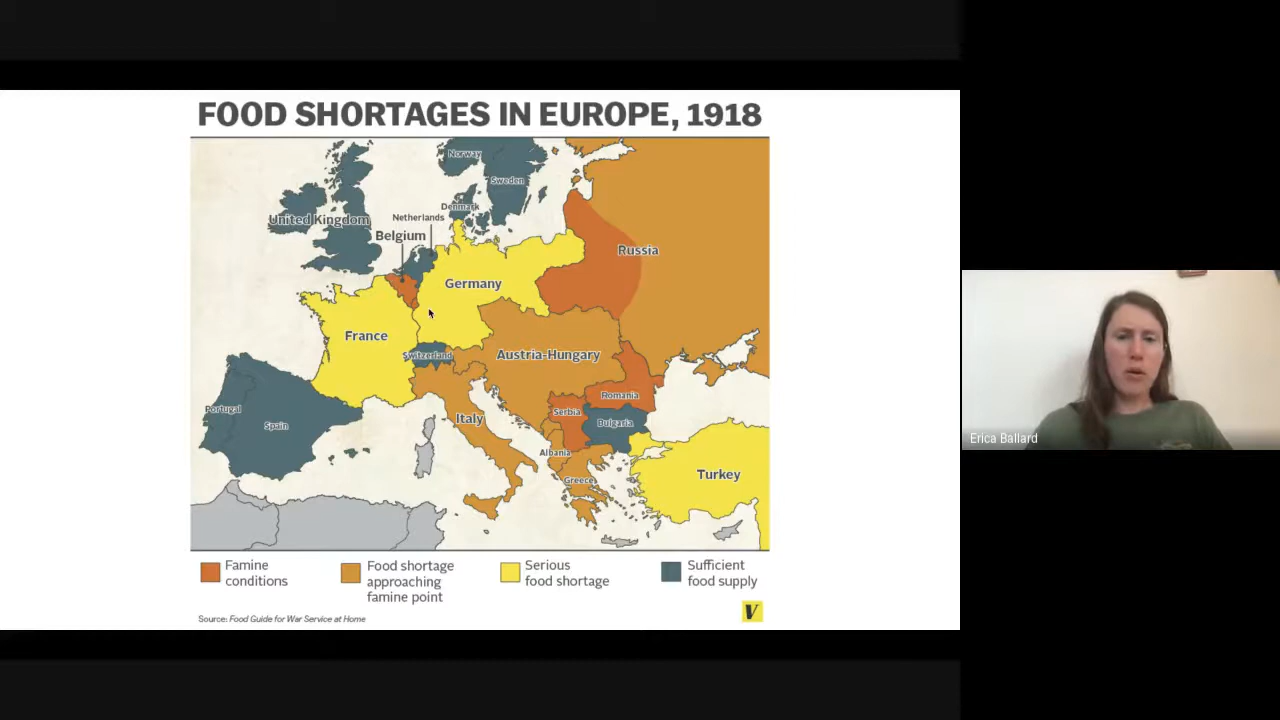 FOOD SHORTAGES IN EUROPE, 1918
Norway
Sweden
Denmark
United Kingdom
Netherlands
Belgium
Russia
Germany
France
Switzerland
Austria-Hungary
Romania
Portugal
Serbia
Italy
Spain
Bulgaria
Albania
Turkey
Greece
Erica Ballard
Famine
conditions
Food shortage
approaching
famine point
Serious
food shortage
Sufficient
food supply
Source: Food Guide for War Service at Home
V